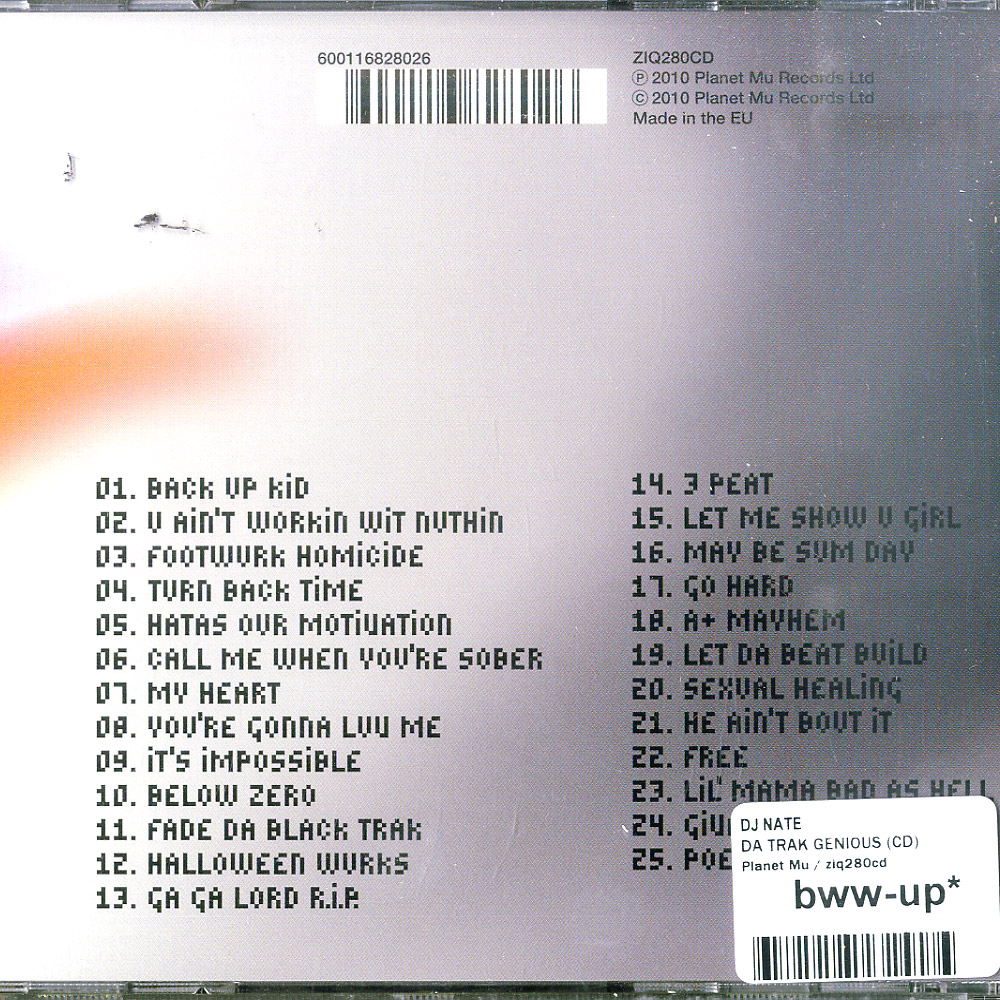 600116828026
ZIQ280CD
℗ 2010 Planet Mu Records Ltd
© 2010 Planet Mu Records Ltd
Made in the EU
01. BACK UP KiD
02. U AiN'T WORKiN WiT NUTHiN
03. FOOTWURK HOMiCiDE
04. TURN BACK TiME
05. HATAS OUR MOTiVATiON
06. CALL ME WHEN YOU'RE SOBER
07. MY HEART
08. YOU'RE GONNA LUV ME
09. iT'S iMPOSSiBLE
10. BELOW ZERO
11. FADE DA BLACK TRAK
12. HALLOWEEN WURKS
13. GA GA LORD R.i.P.
14. 3 PEAT
15. LET ME SHOW U GiRL
16. MAY BE SUM DAY
17. GO HARD
18. A+ MAYHEM
19. LET DA BEAT BUiLD
20. SEXUAL HEALiNG
21. HE AiN'T BOUT iT
22. FREE
23. LiL' MAMA BAD AS HELL
24.
25.
DJ NATE
DA TRAK GENIOUS (CD)
Planet Mu / ziq280cd
bww-up*